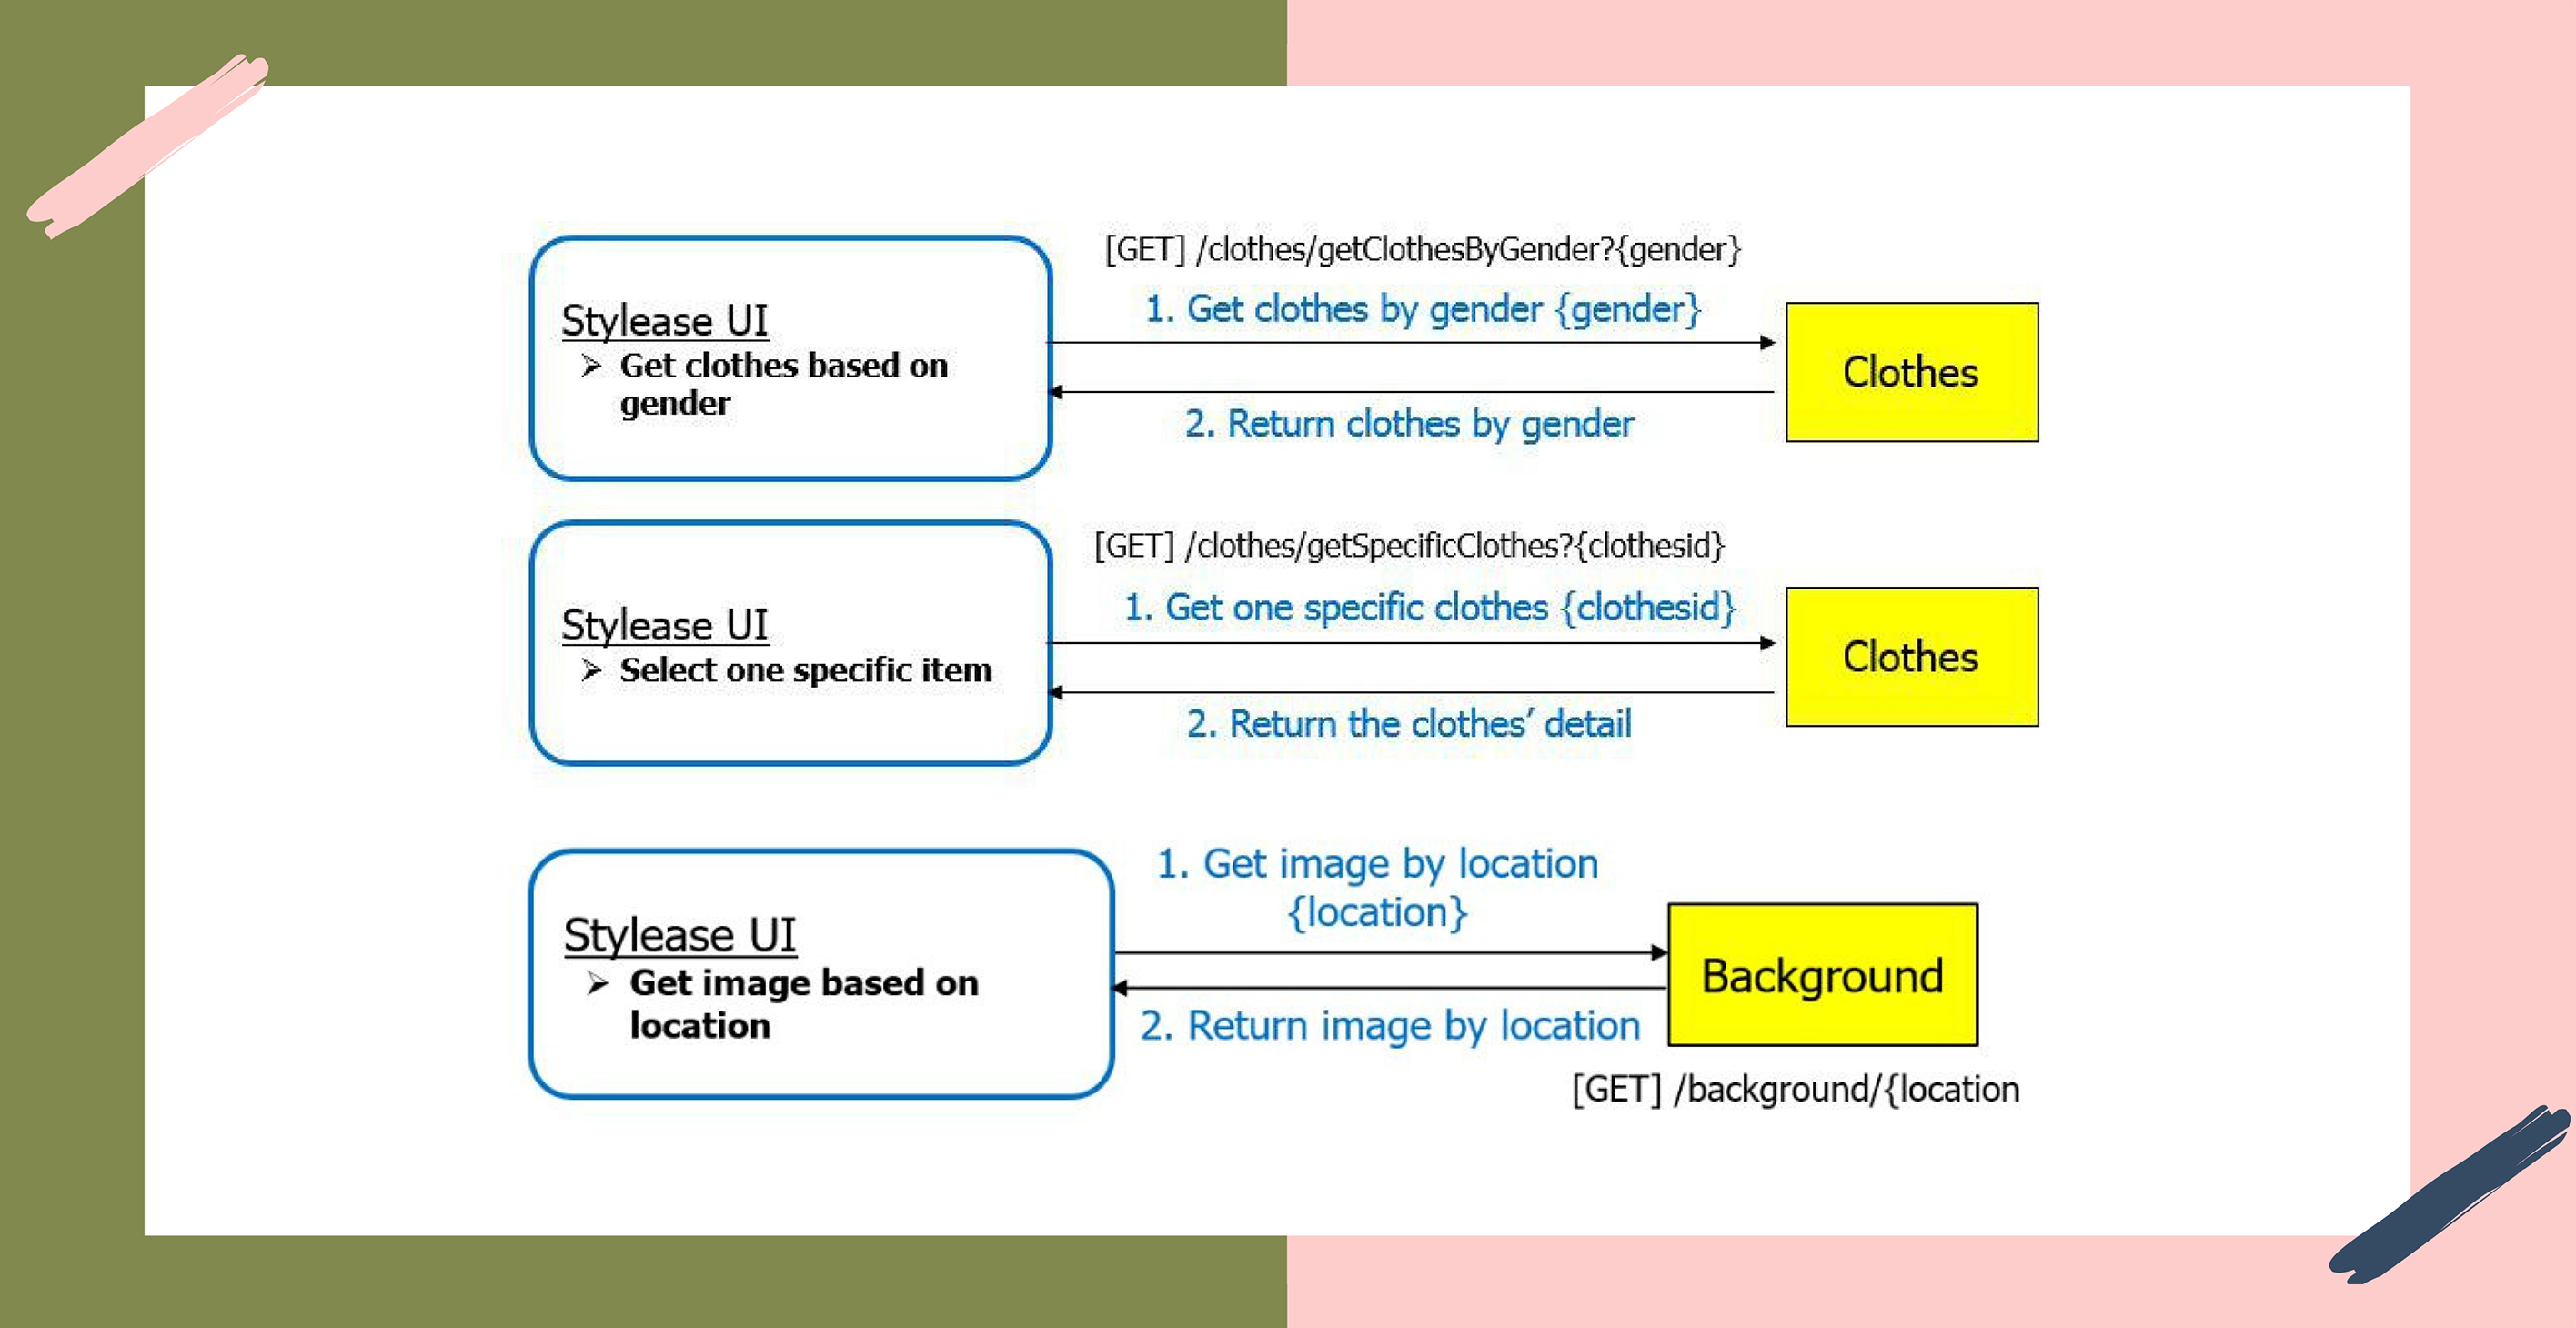 [GET] /clothes/getClothesByGender?{gender}
Stylease UI
➢ Get clothes based on
gender
1. Get clothes by gender {gender}
2. Return clothes by gender
Clothes
[GET] /clothes/getSpecificClothes?{clothesid}
Stylease UI
➢ Select one specific item
1. Get one specific clothes {clothesid}
2. Return the clothes’ detail
Clothes
Stylease UI
➢ Get image based on
location
1. Get image by location
{location}
2. Return image by location
Background
[GET] /background/{location